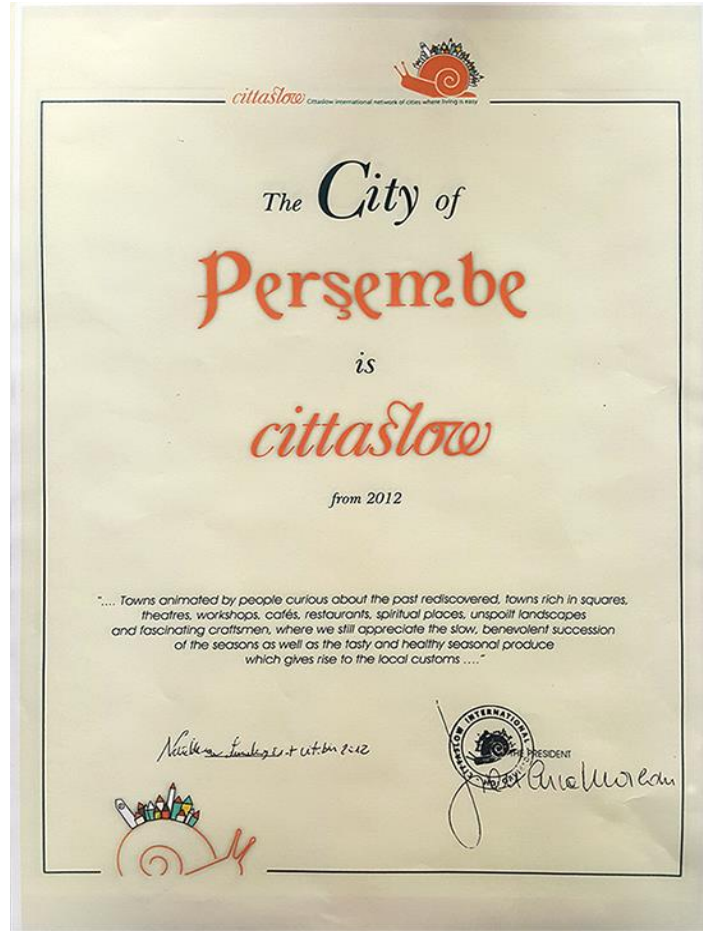 cittaslow Cittaslow international network of cities where living is easy
The City of
Perşembe
is
cittaslow
from 2012
".... Towns animated by people curious about the past rediscovered, towns rich in squares,
theatres, workshops, cafés, restaurants, spiritual places, unspoilt landscapes
and fascinating craftsmen, where we still appreciate the slow, benevolent succession
of the seasons as well as the tasty and healthy seasonal produce
which gives rise to the local customs ...."
2012
CITTASLOW INTERNATIONAL
THE PRESIDENT